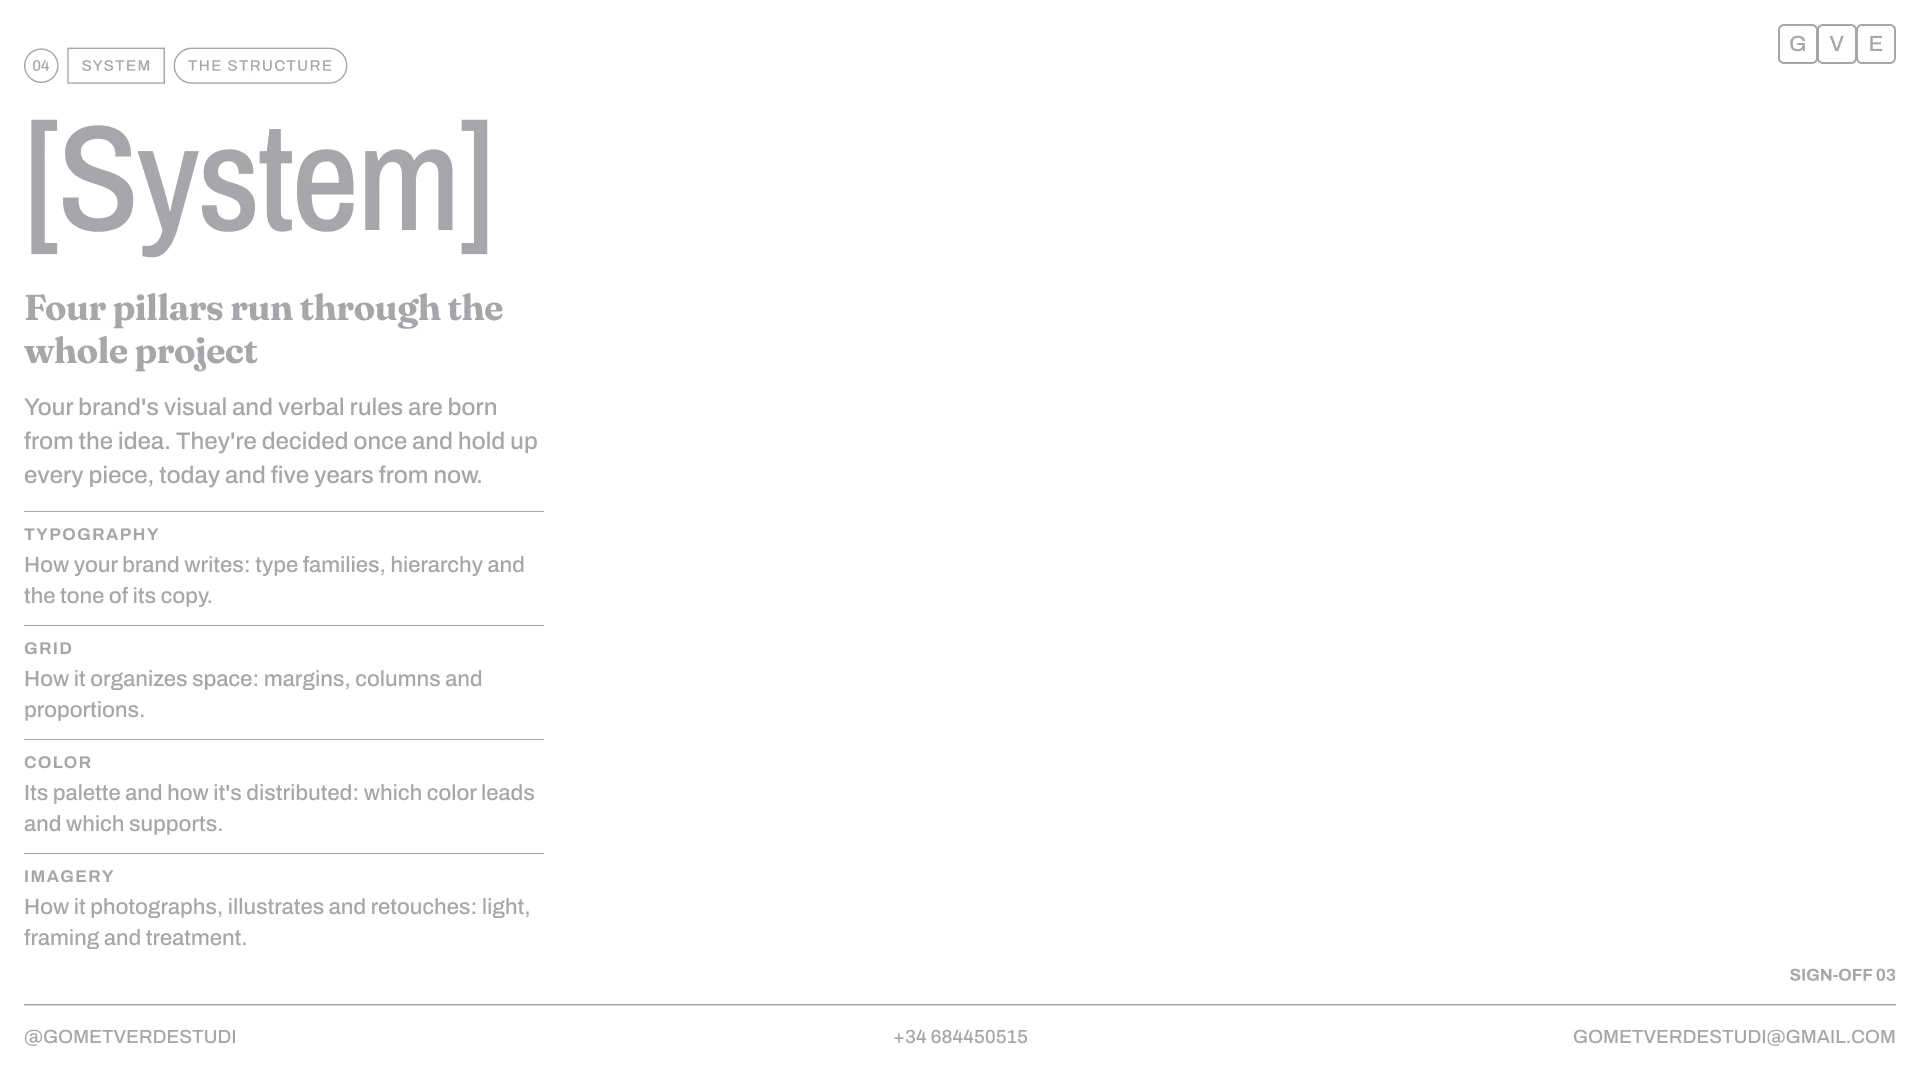 04 SYSTEM THE STRUCTURE
G V E
[System]
Four pillars run through the
whole project
Your brand's visual and verbal rules are born
from the idea. They're decided once and hold up
every piece, today and five years from now.
TYPOGRAPHY
How your brand writes: type families, hierarchy and
the tone of its copy.
GRID
How it organizes space: margins, columns and
proportions.
COLOR
Its palette and how it's distributed: which color leads
and which supports.
IMAGERY
How it photographs, illustrates and retouches: light,
framing and treatment.
SIGN-OFF 03
@GOMETVERDESTUDI
+34 684450515
GOMETVERDESTUDI@GMAIL.COM